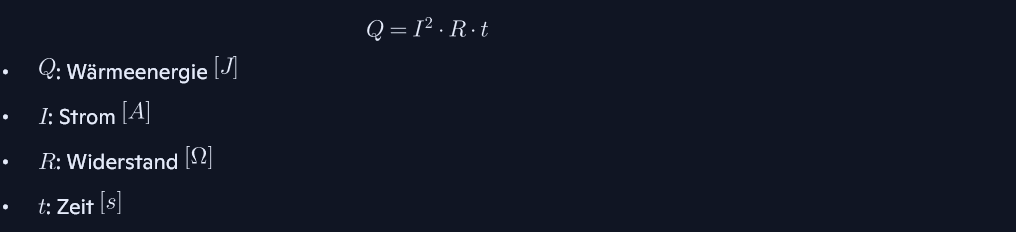 Q = I² · R · t
• Q: Wärmeenergie [J]
• I: Strom [A]
• R: Widerstand [Ω]
• t: Zeit [s]